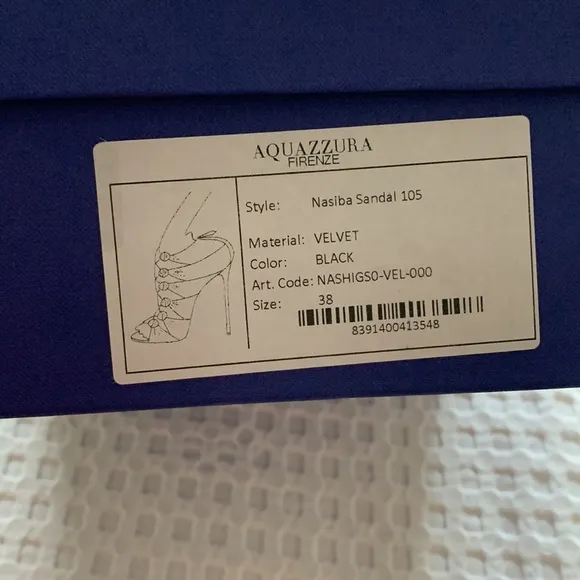 AQUAZZURA
FIRENZE
Style: Nasiba Sandal 105
Material: VELVET
Color: BLACK
Art. Code: NASHIGS0-VEL-000
Size: 38
8391400413548